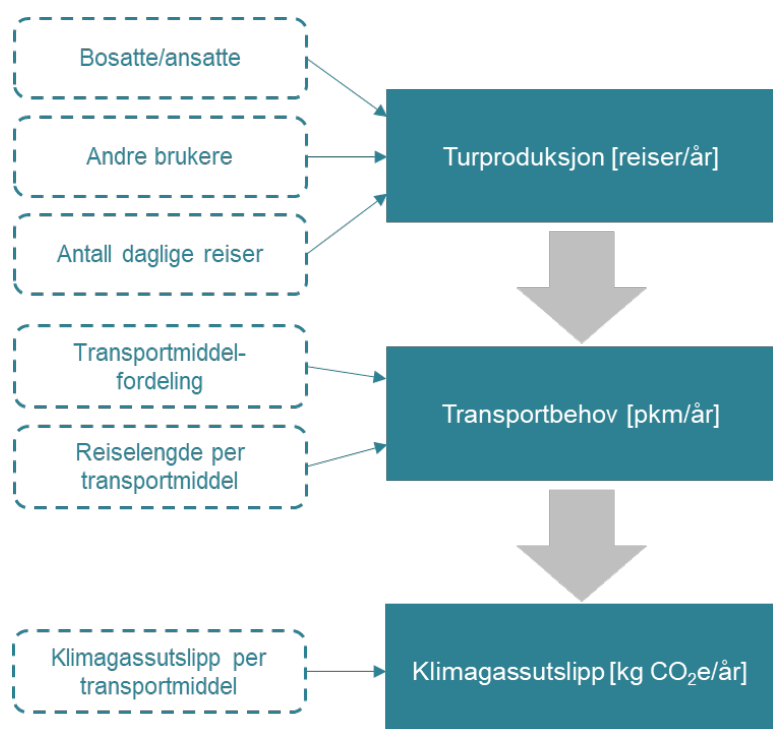 Bosatte/ansatte
Andre brukere
Antall daglige reiser
Turproduksjon [reiser/år]
Transportmiddel-
fordeling
Reiselengde per
transportmiddel
Transportbehov [pkm/år]
Klimagassutslipp per
transportmiddel
Klimagassutslipp [kg CO₂e/år]